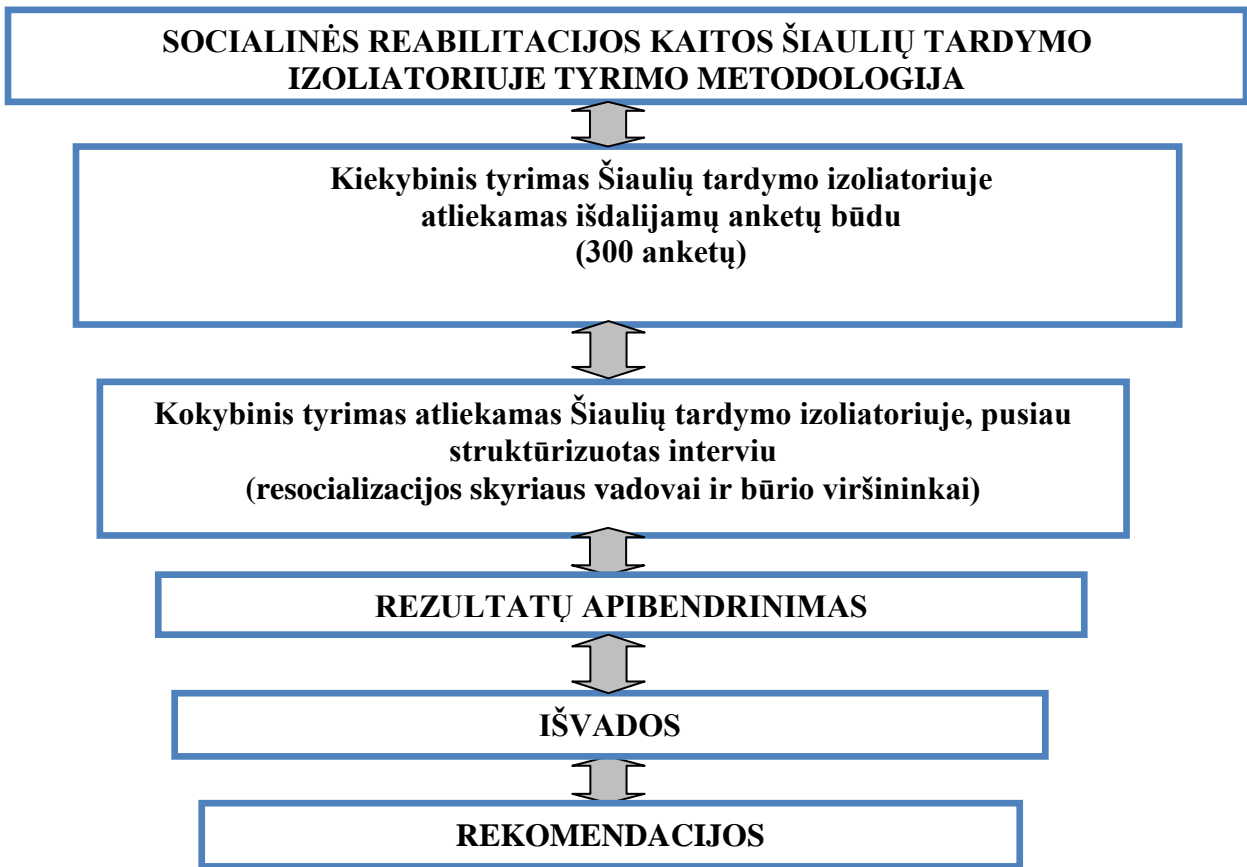 SOCIALINĖS REABILITACIJOS KAITOS ŠIAULIŲ TARDYMO
IZOLIATORIUJE TYRIMO METODOLOGIJA
Kiekybinis tyrimas Šiaulių tardymo izoliatoriuje
atliekamas išdalijamų anketų būdu
(300 anketų)
Kokybinis tyrimas atliekamas Šiaulių tardymo izoliatoriuje, pusiau
struktūrizuotas interviu
(resocializacijos skyriaus vadovai ir būrio viršininkai)
REZULTATŲ APIBENDRINIMAS
IŠVADOS
REKOMENDACIJOS